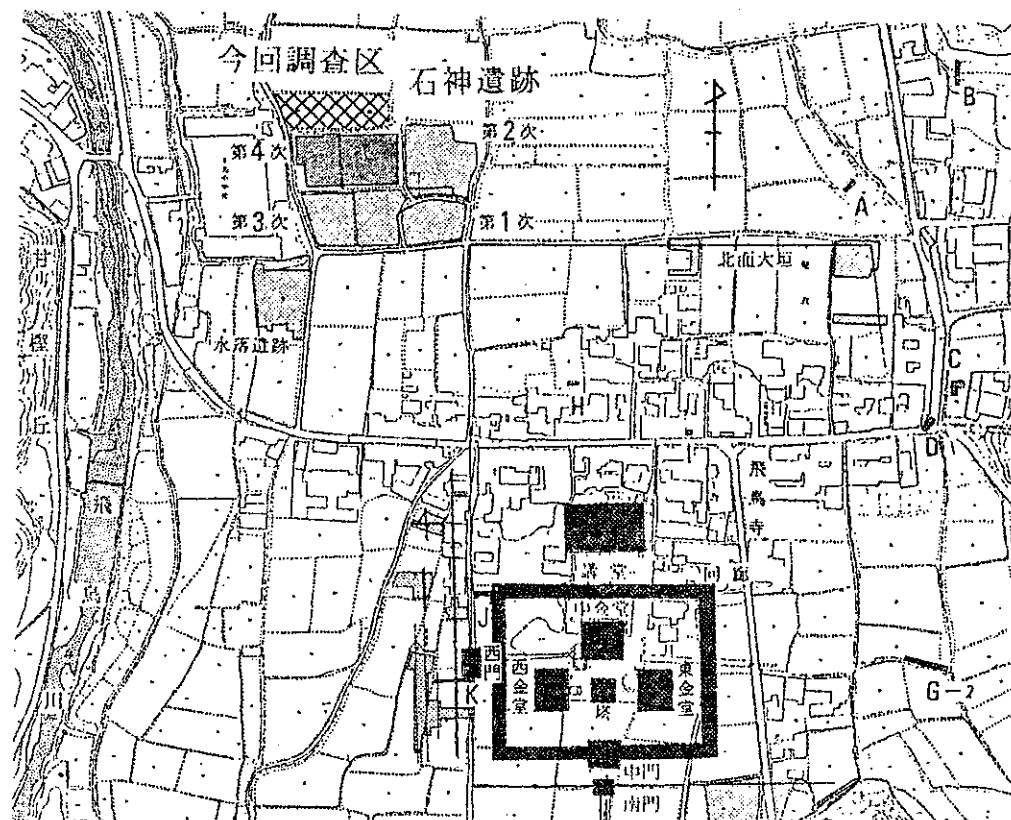 今回調査区
石神遺跡
B
第2次
第4次
A
第3次
第1次
北面大垣
甘樫丘
水落遺跡
C
H
D
飛鳥寺
飛鳥川
講堂
回廊
J
中金堂
西門
西金堂
東金堂
塔
K
G-2
中門
南門